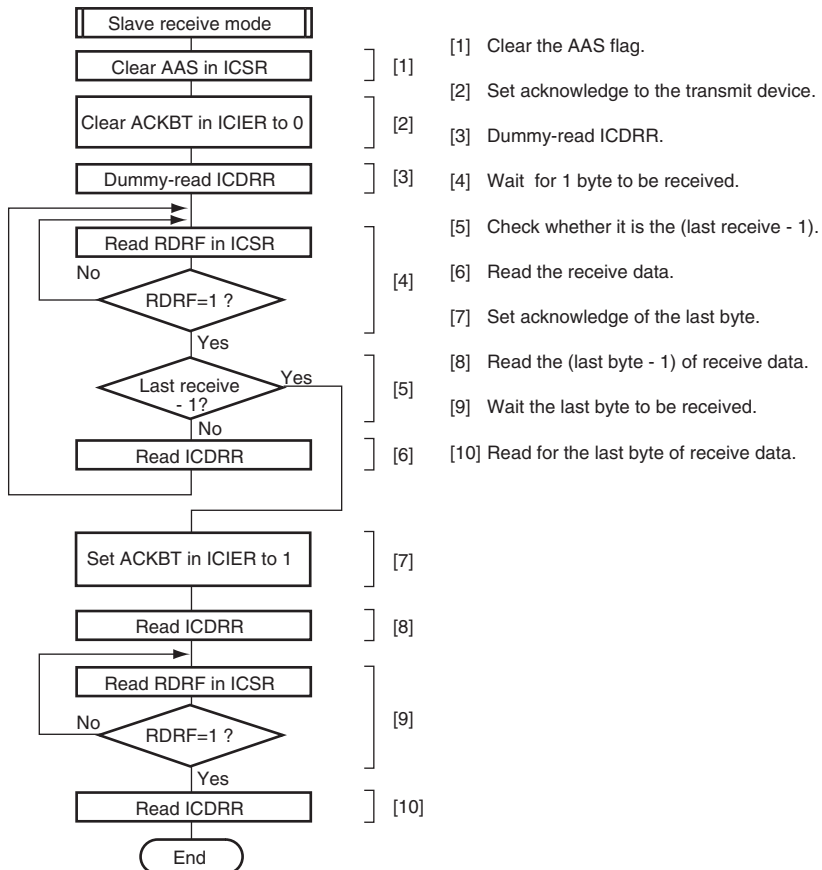 Slave receive mode
Clear AAS in ICSR
[1]
Clear ACKBT in ICIER to 0
[2]
Dummy-read ICDRR
[3]
Read RDRF in ICSR
No
RDRF=1 ?
[4]
Yes
Last receive
- 1?
Yes
[5]
No
Read ICDRR
[6]
Set ACKBT in ICIER to 1
[7]
Read ICDRR
[8]
Read RDRF in ICSR
No
RDRF=1 ?
[9]
Yes
Read ICDRR
[10]
End
[1] Clear the AAS flag.
[2] Set acknowledge to the transmit device.
[3] Dummy-read ICDRR.
[4] Wait for 1 byte to be received.
[5] Check whether it is the (last receive - 1).
[6] Read the receive data.
[7] Set acknowledge of the last byte.
[8] Read the (last byte - 1) of receive data.
[9] Wait the last byte to be received.
[10] Read for the last byte of receive data.